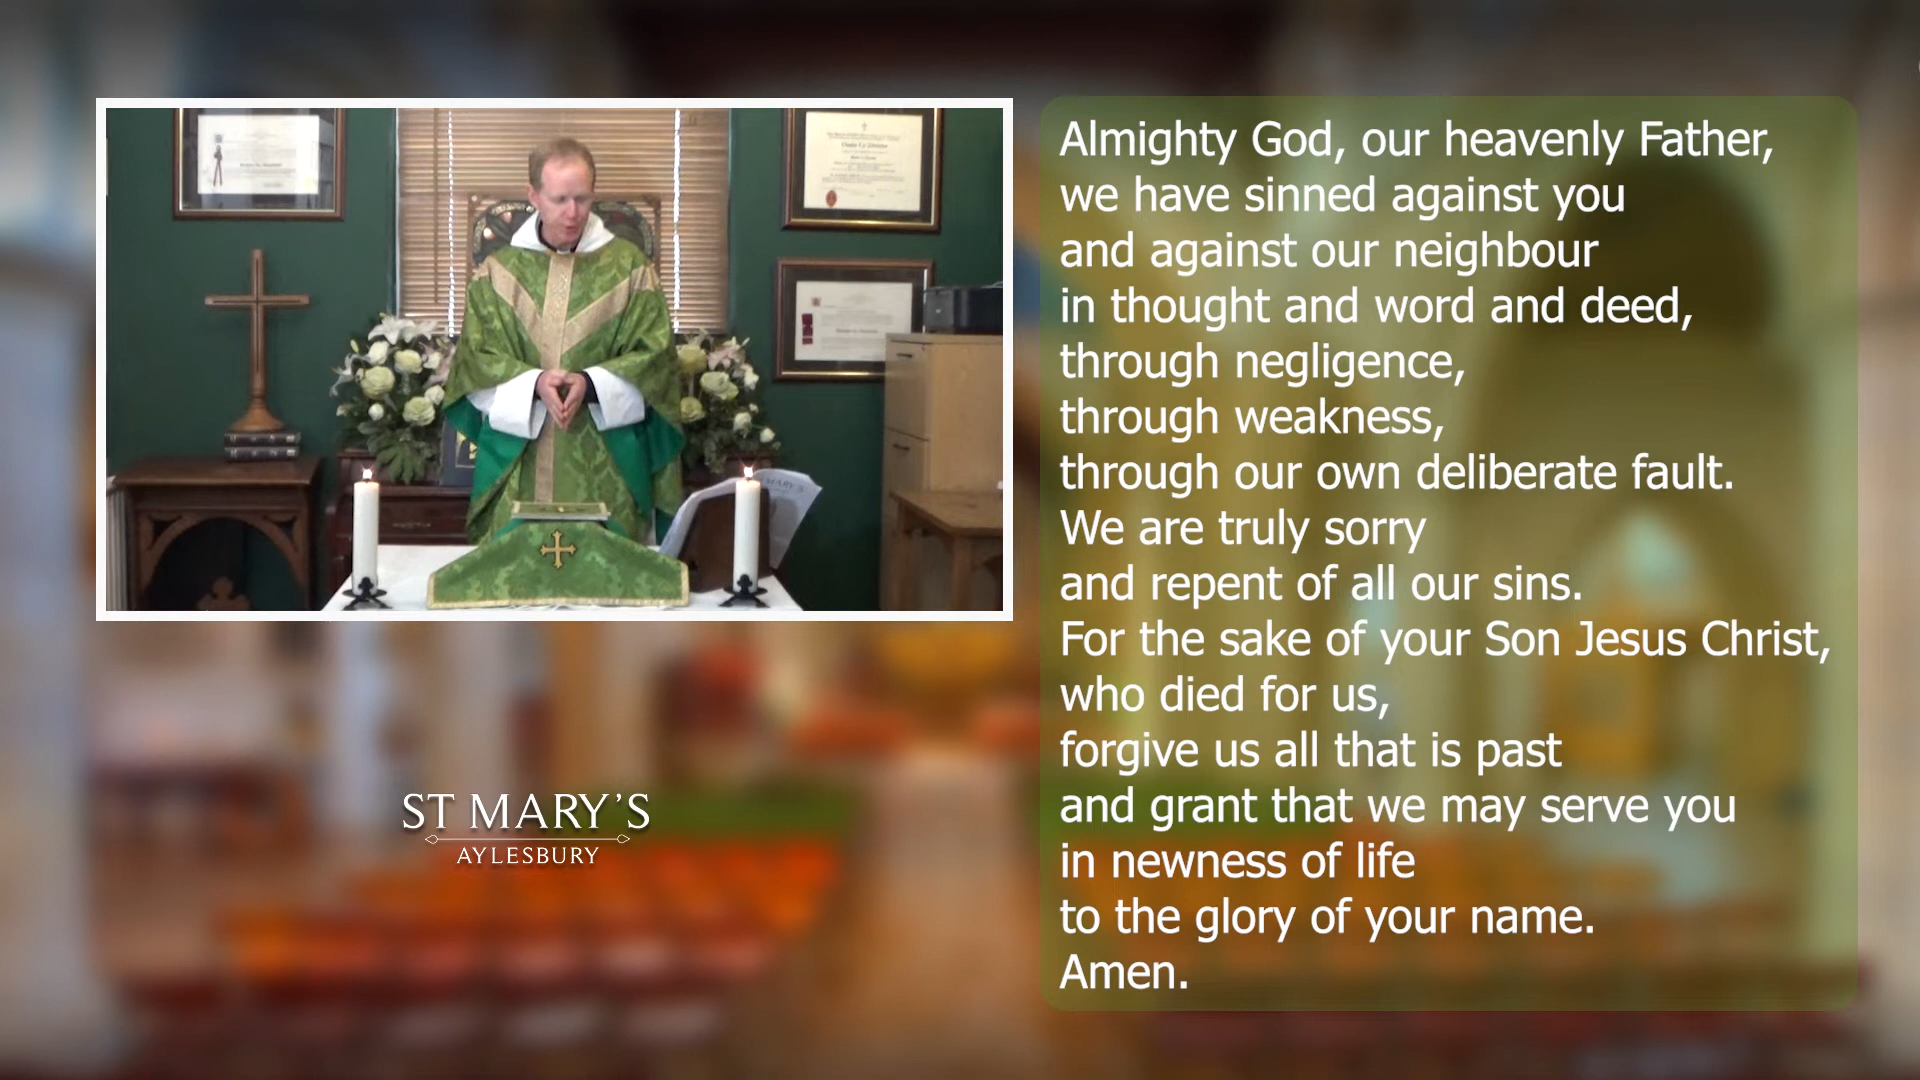 Almighty God, our heavenly Father,
we have sinned against you
and against our neighbour
in thought and word and deed,
through negligence,
through weakness,
through our own deliberate fault.
We are truly sorry
and repent of all our sins.
For the sake of your Son Jesus Christ,
who died for us,
forgive us all that is past
and grant that we may serve you
in newness of life
to the glory of your name.
Amen.
MARY'S
ST MARY'S
AYLESBURY